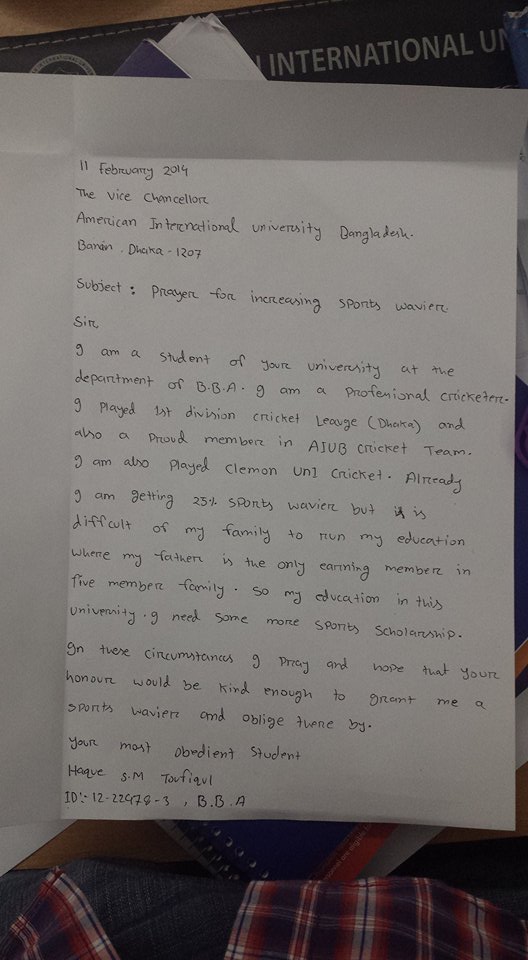 INTERNATIONAL UN
11 February 2014
The Vice Chancellor
American International university Bangladesh.
Banani, Dhaka-1207
Subject: Prayer for increasing sports wavier.
Sir,
I am a student of your university at the
department of B.B.A. I am a Profesional cricketer.
I played 1st division cricket Leauge (Dhaka) and
also a proud member in AIUB cricket Team.
I am also played clemon UNI cricket. Already
I am getting 25% sports wavier but it is
difficult of my family to run my education
where my father is the only earning member in
five member family. So my education in this
university. I need some more sports scholarship.
In these circumstances I pray and hope that your
honour would be kind enough to grant me a
sports wavier and oblige there by.
Your most obedient student
Haque S.M Toufiqul
ID:-12-22478-3, B.B.A